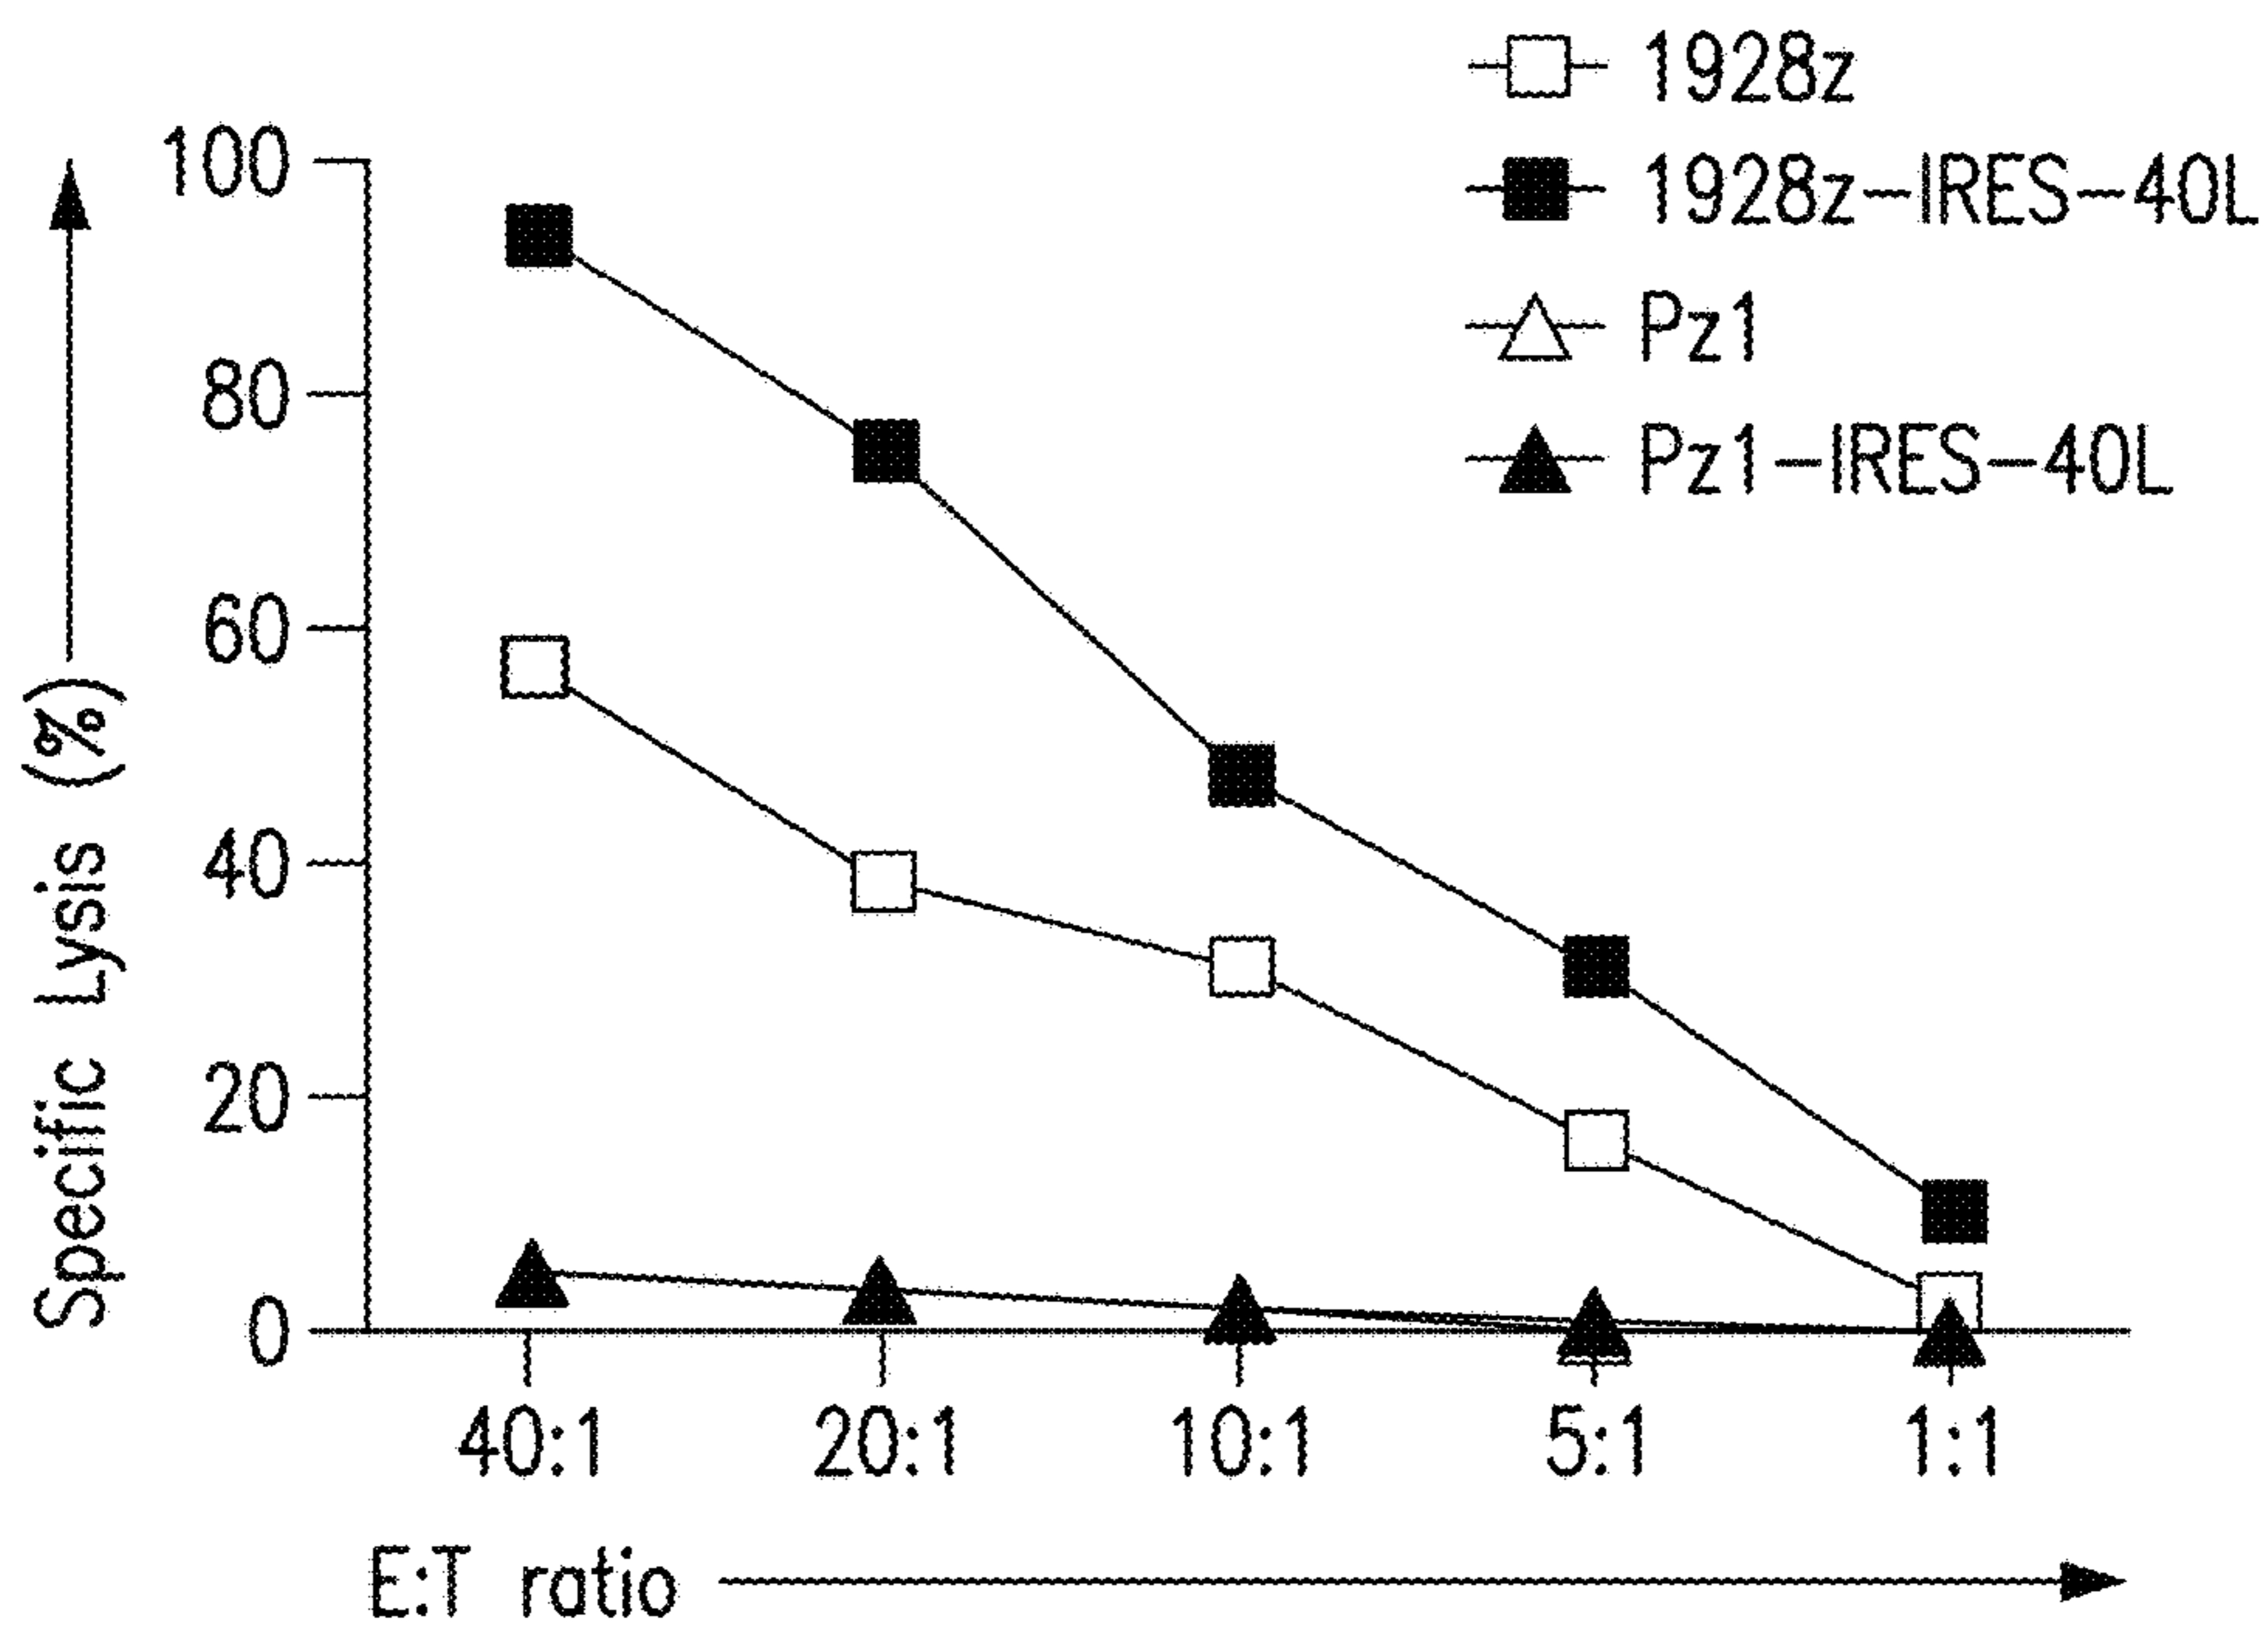 1928z
1928z-IRES-40L
Pz1
Pz1-IRES-40L
Specific Lysis (%)
100
80
60
40
20
0
40:1 20:1 10:1 5:1 1:1
E:T ratio